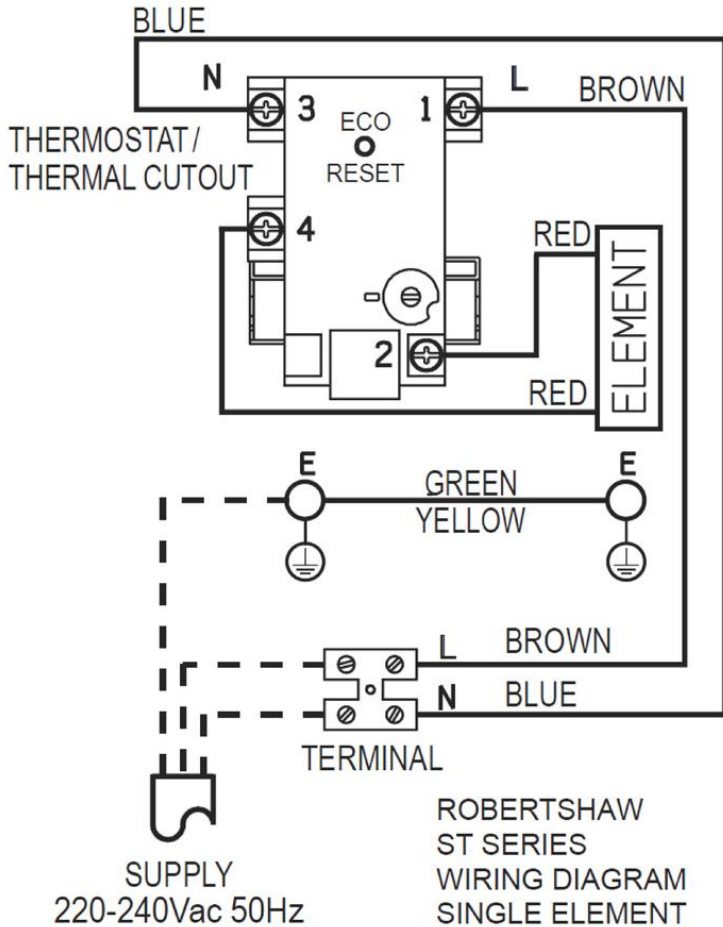 BLUE
N
L
BROWN
3
ECO
1
RESET
THERMOSTAT /
THERMAL CUTOUT
4
RED
ELEMENT
2
RED
E
E
GREEN
YELLOW
L
BROWN
N
BLUE
TERMINAL
SUPPLY
220-240Vac 50Hz
ROBERTSHAW
ST SERIES
WIRING DIAGRAM
SINGLE ELEMENT